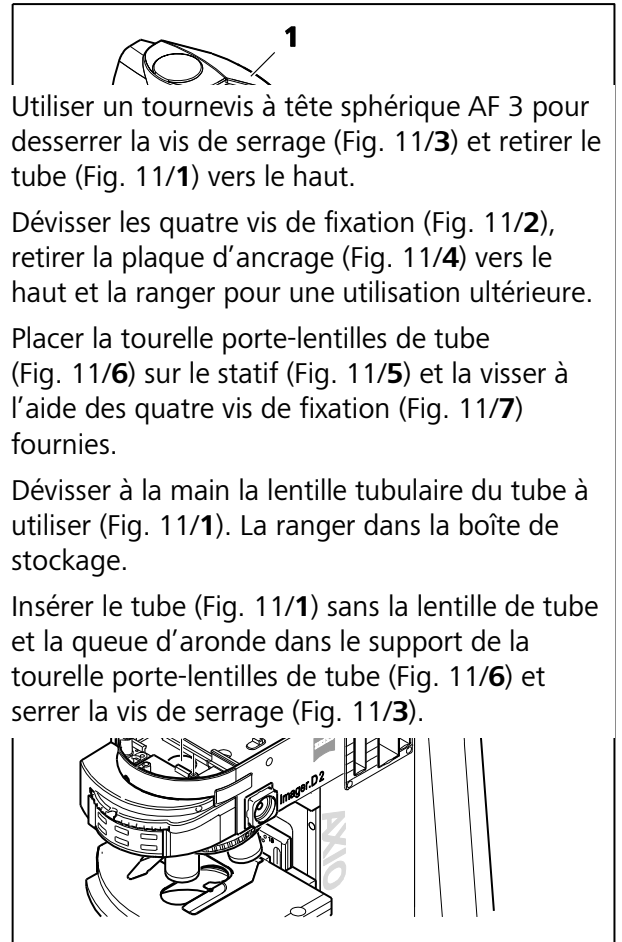 1
Utiliser un tournevis à tête sphérique AF 3 pour
desserrer la vis de serrage (Fig. 11/3) et retirer le
tube (Fig. 11/1) vers le haut.
Dévisser les quatre vis de fixation (Fig. 11/2),
retirer la plaque d’ancrage (Fig. 11/4) vers le
haut et la ranger pour une utilisation ultérieure.
Placer la tourelle porte-lentilles de tube
(Fig. 11/6) sur le statif (Fig. 11/5) et la visser à
l’aide des quatre vis de fixation (Fig. 11/7)
fournies.
Dévisser à la main la lentille tubulaire du tube à
utiliser (Fig. 11/1). La ranger dans la boîte de
stockage.
Insérer le tube (Fig. 11/1) sans la lentille de tube
et la queue d’aronde dans le support de la
tourelle porte-lentilles de tube (Fig. 11/6) et
serrer la vis de serrage (Fig. 11/3).
Imager.D2
AXIO